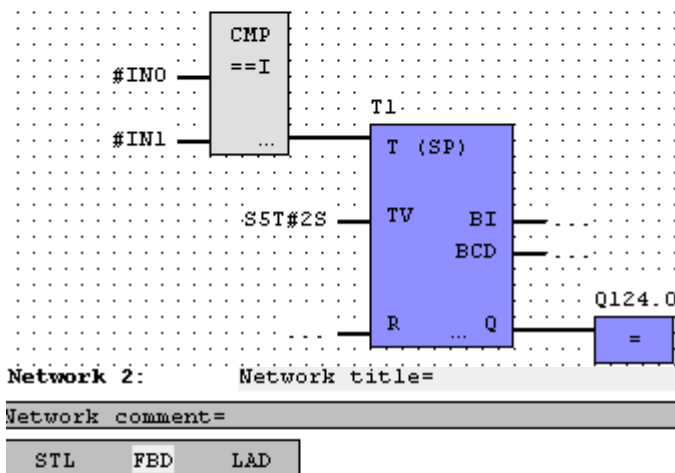 CMP
==I
#IN0
#IN1
...
T1
T (SP)
S5T#2S
TV
BI
...
BCD
...
Q124.0
...
R
...
Q
=
Network 2: Network title=
Network comment=
STL FBD LAD